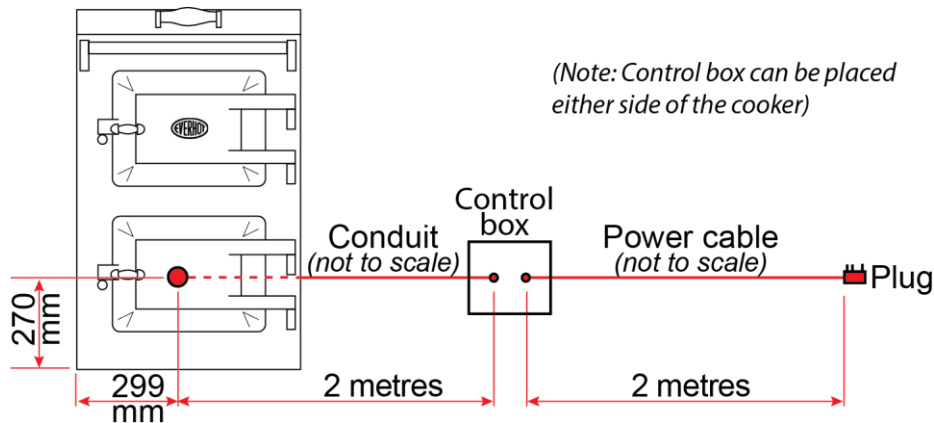 EVERHOT
(Note: Control box can be placed
either side of the cooker)
Control
box
Conduit
(not to scale)
Power cable
(not to scale)
Plug
270
mm
299
mm
2 metres
2 metres